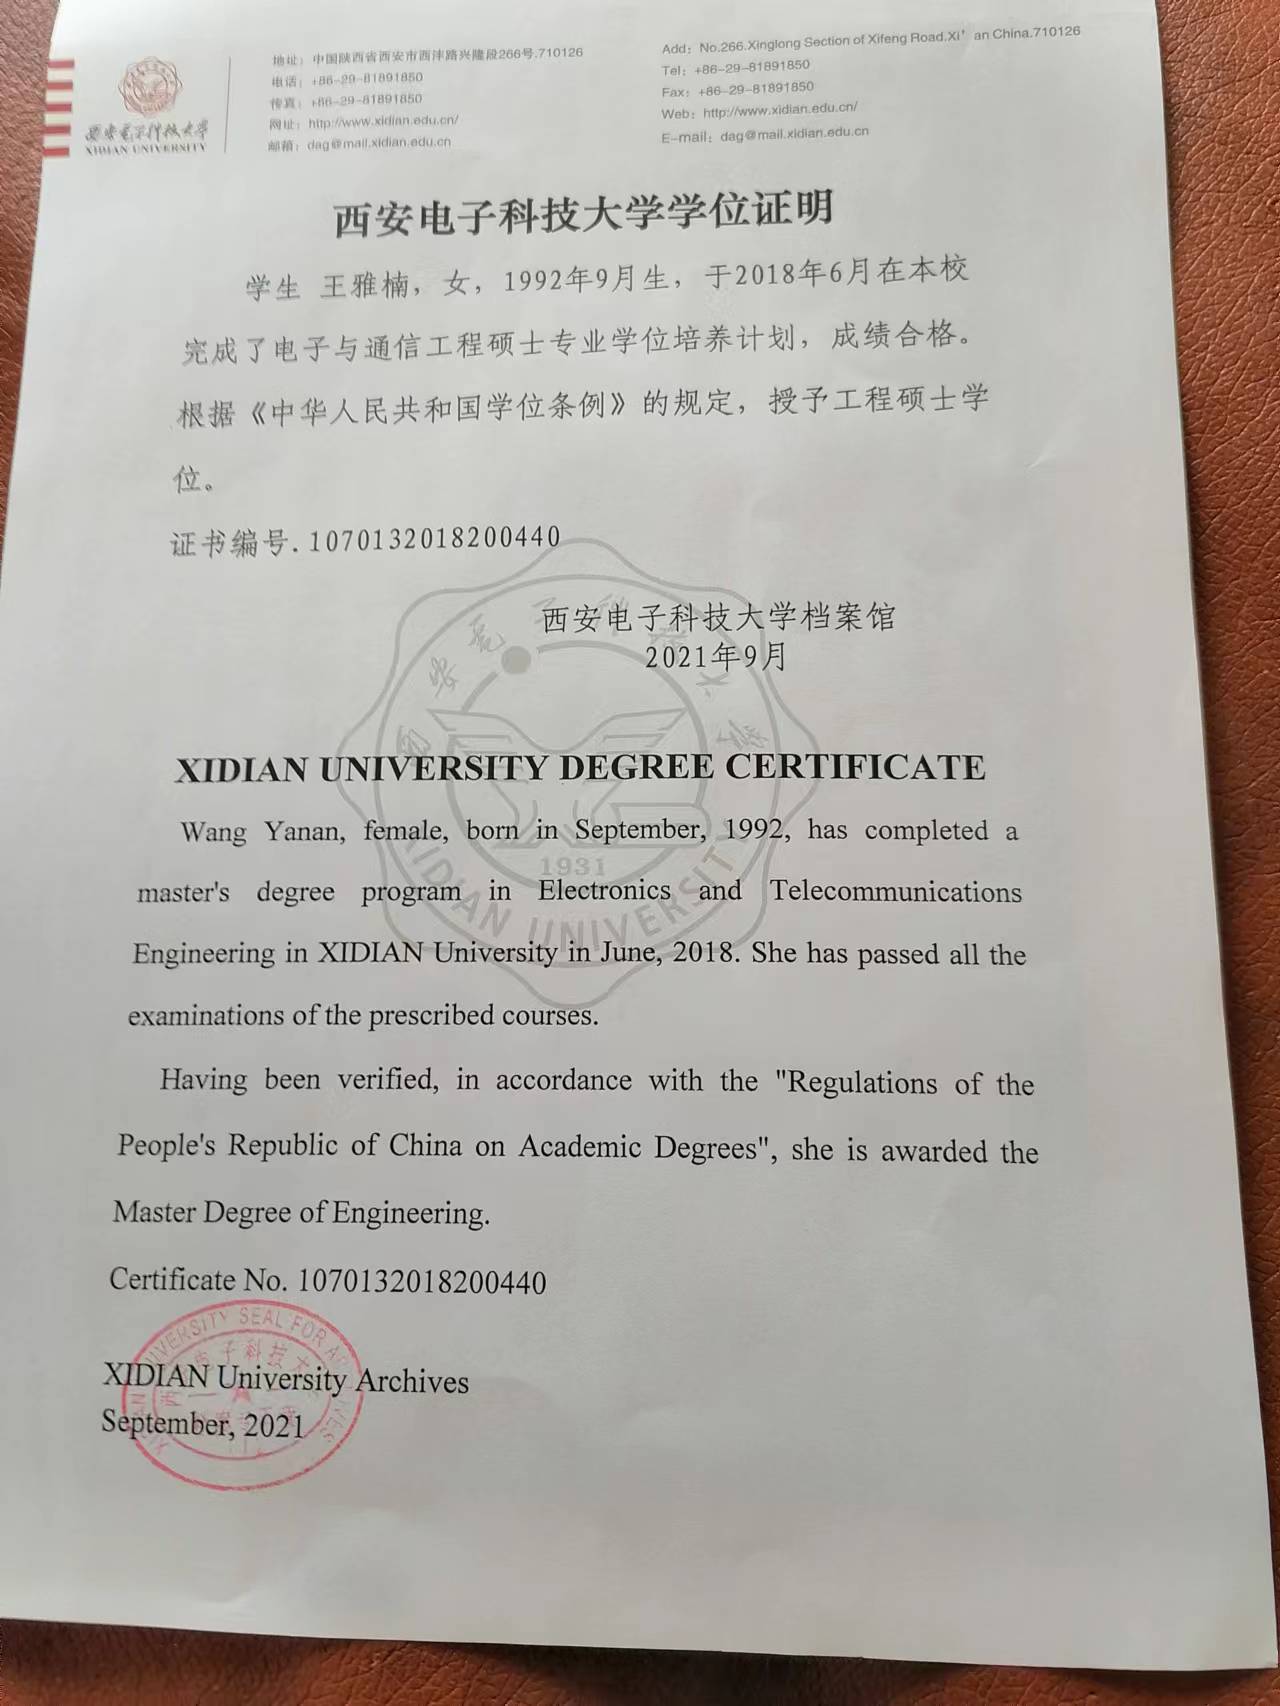 西安电子科技大学
XIDIAN UNIVERSITY
地址：中国陕西省西安市西沣路兴隆段266号.710126
电话：+86-29-81891850
传真：+86-29-81891850
网址：http://www.xidian.edu.cn/
邮箱：dag@mail.xidian.edu.cn
Add：No.266.Xinglong Section of Xifeng Road.Xi'an China.710126
Tel：+86-29-81891850
Fax：+86-29-81891850
Web：http://www.xidian.edu.cn/
E-mail：dag@mail.xidian.edu.cn
西安电子科技大学学位证明
学生 王雅楠，女，1992年9月生，于2018年6月在本校
完成了电子与通信工程硕士专业学位培养计划，成绩合格。
根据《中华人民共和国学位条例》的规定，授予工程硕士学
位。
证书编号.1070132018200440
西安电子科技大学档案馆
2021年9月
西安电子科技大学
1931
XIDIAN UNIVERSITY
XIDIAN UNIVERSITY DEGREE CERTIFICATE
Wang Yanan, female, born in September, 1992, has completed a
master's degree program in Electronics and Telecommunications
Engineering in XIDIAN University in June, 2018. She has passed all the
examinations of the prescribed courses.
Having been verified, in accordance with the "Regulations of the
People's Republic of China on Academic Degrees", she is awarded the
Master Degree of Engineering.
Certificate No. 1070132018200440
XIDIAN UNIVERSITY SEAL FOR ARCHIVES
电子科技大
XIDIAN University Archives
September, 2021